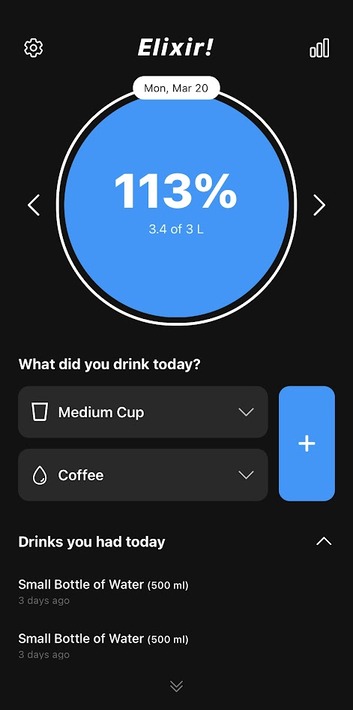 Elixir!
Mon, Mar 20
113%
3.4 of 3 L
What did you drink today?
Medium Cup
+
Coffee
Drinks you had today
Small Bottle of Water (500 ml)
3 days ago
Small Bottle of Water (500 ml)
3 days ago